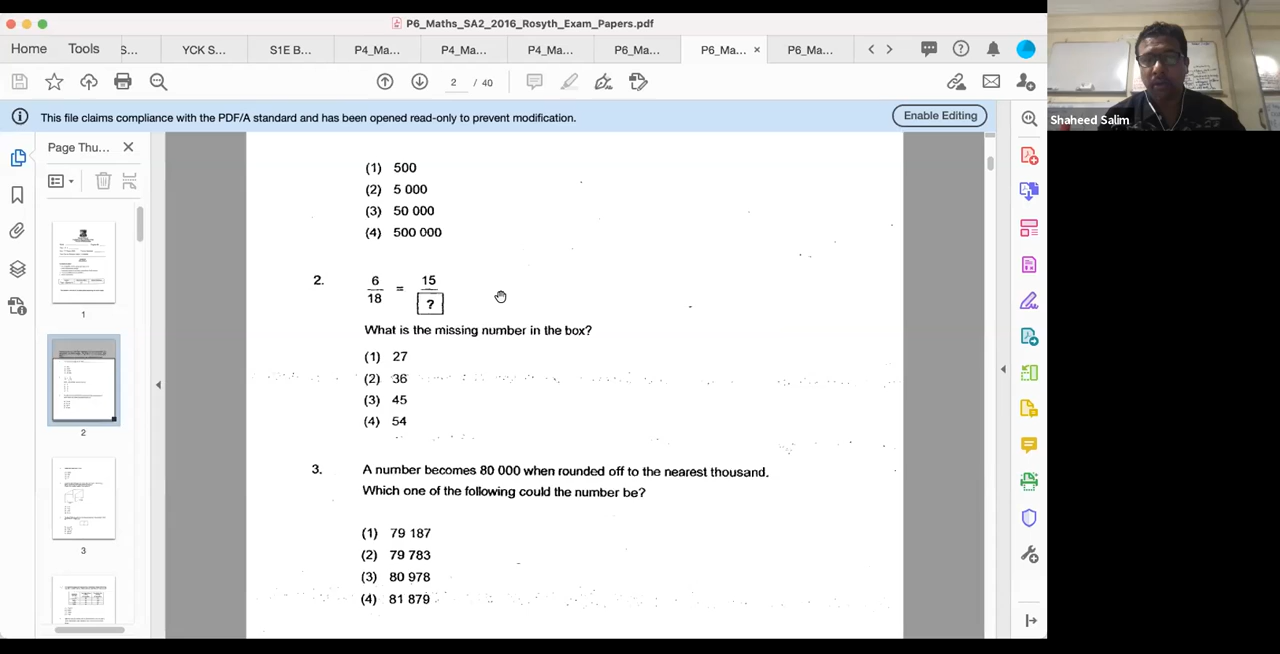 P6_Maths_SA2_2016_Rosyth_Exam_Papers.pdf
Home Tools S... YCK S... S1E B... P4_Ma... P4_Ma... P4_Ma... P6_Ma... P6_Ma... × P6_Ma...
2 / 40
This file claims compliance with the PDF/A standard and has been opened read-only to prevent modification. Enable Editing
Shaheed Salim
Page Thu...
1
2
3
(1) 500
(2) 5 000
(3) 50 000
(4) 500 000
2. 6 15
18 = ?
What is the missing number in the box?
(1) 27
(2) 36
(3) 45
(4) 54
3. A number becomes 80 000 when rounded off to the nearest thousand.
Which one of the following could the number be?
(1) 79 187
(2) 79 783
(3) 80 978
(4) 81 879